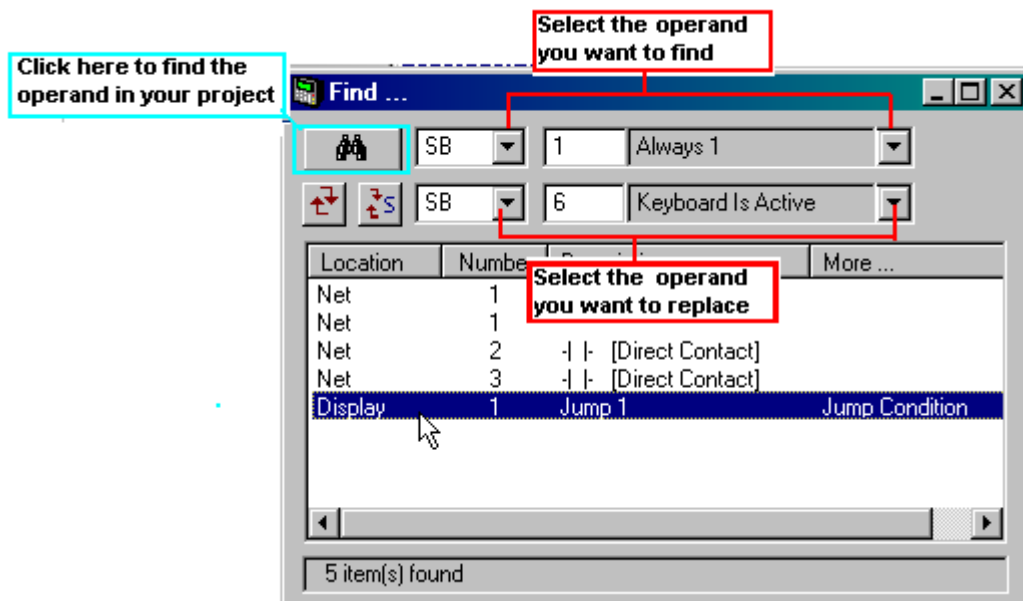 Select the operand
you want to find
Click here to find the
operand in your project
Find ...
SB 1 Always 1
S SB 6 Keyboard Is Active
Location Numbe More ...
Select the operand
you want to replace
Net 1
Net 1
Net 2 -| |- [Direct Contact]
Net 3 -| |- [Direct Contact]
Display 1 Jump 1 Jump Condition
5 item(s) found